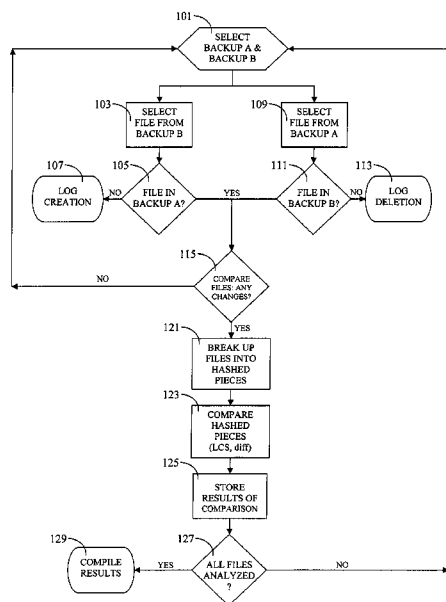 101
SELECT
BACKUP A &
BACKUP B
103
SELECT
FILE FROM
BACKUP B
109
SELECT
FILE FROM
BACKUP A
107
LOG
CREATION
NO
105
FILE IN
BACKUP A?
YES
111
FILE IN
BACKUP B?
NO
113
LOG
DELETION
115
COMPARE
FILES: ANY
CHANGES?
NO
YES
121
BREAK UP
FILES INTO
HASHED
PIECES
123
COMPARE
HASHED
PIECES
(LCS, diff)
125
STORE
RESULTS OF
COMPARISON
129
COMPILE
RESULTS
YES
127
ALL FILES
ANALYZED
?
NO